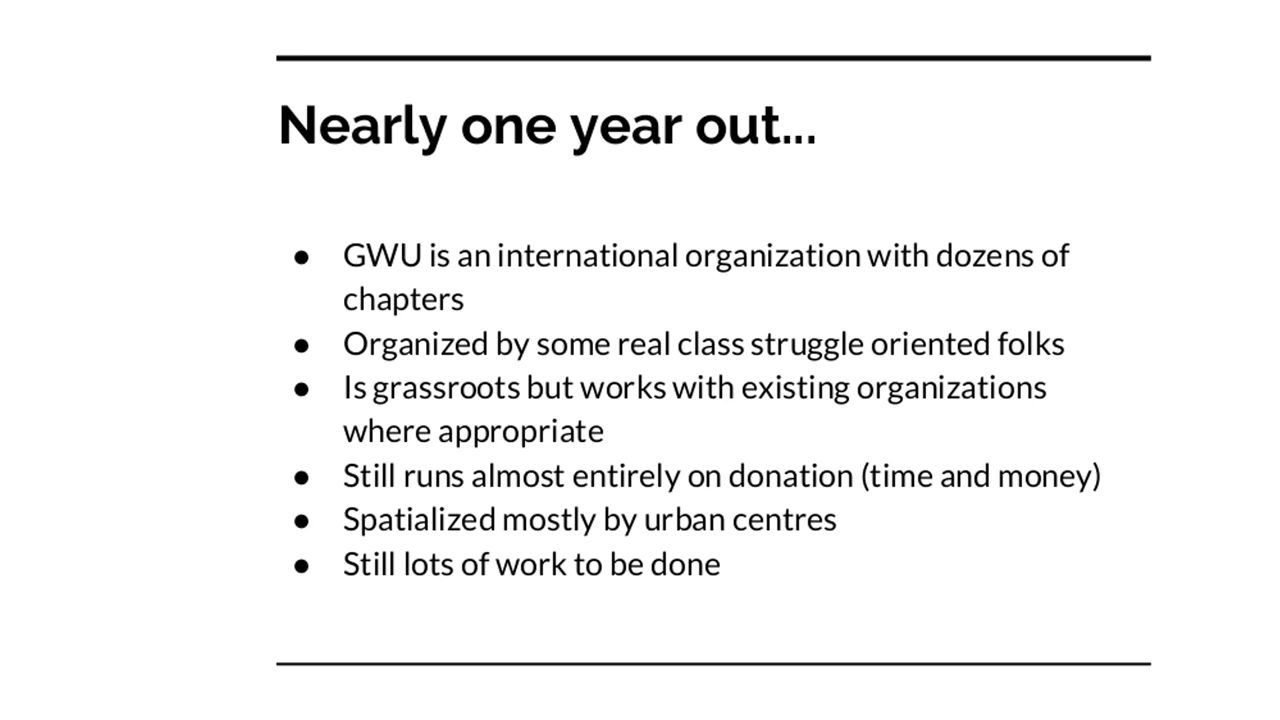 Nearly one year out...
● GWU is an international organization with dozens of
chapters
● Organized by some real class struggle oriented folks
● Is grassroots but works with existing organizations
where appropriate
● Still runs almost entirely on donation (time and money)
● Spatialized mostly by urban centres
● Still lots of work to be done